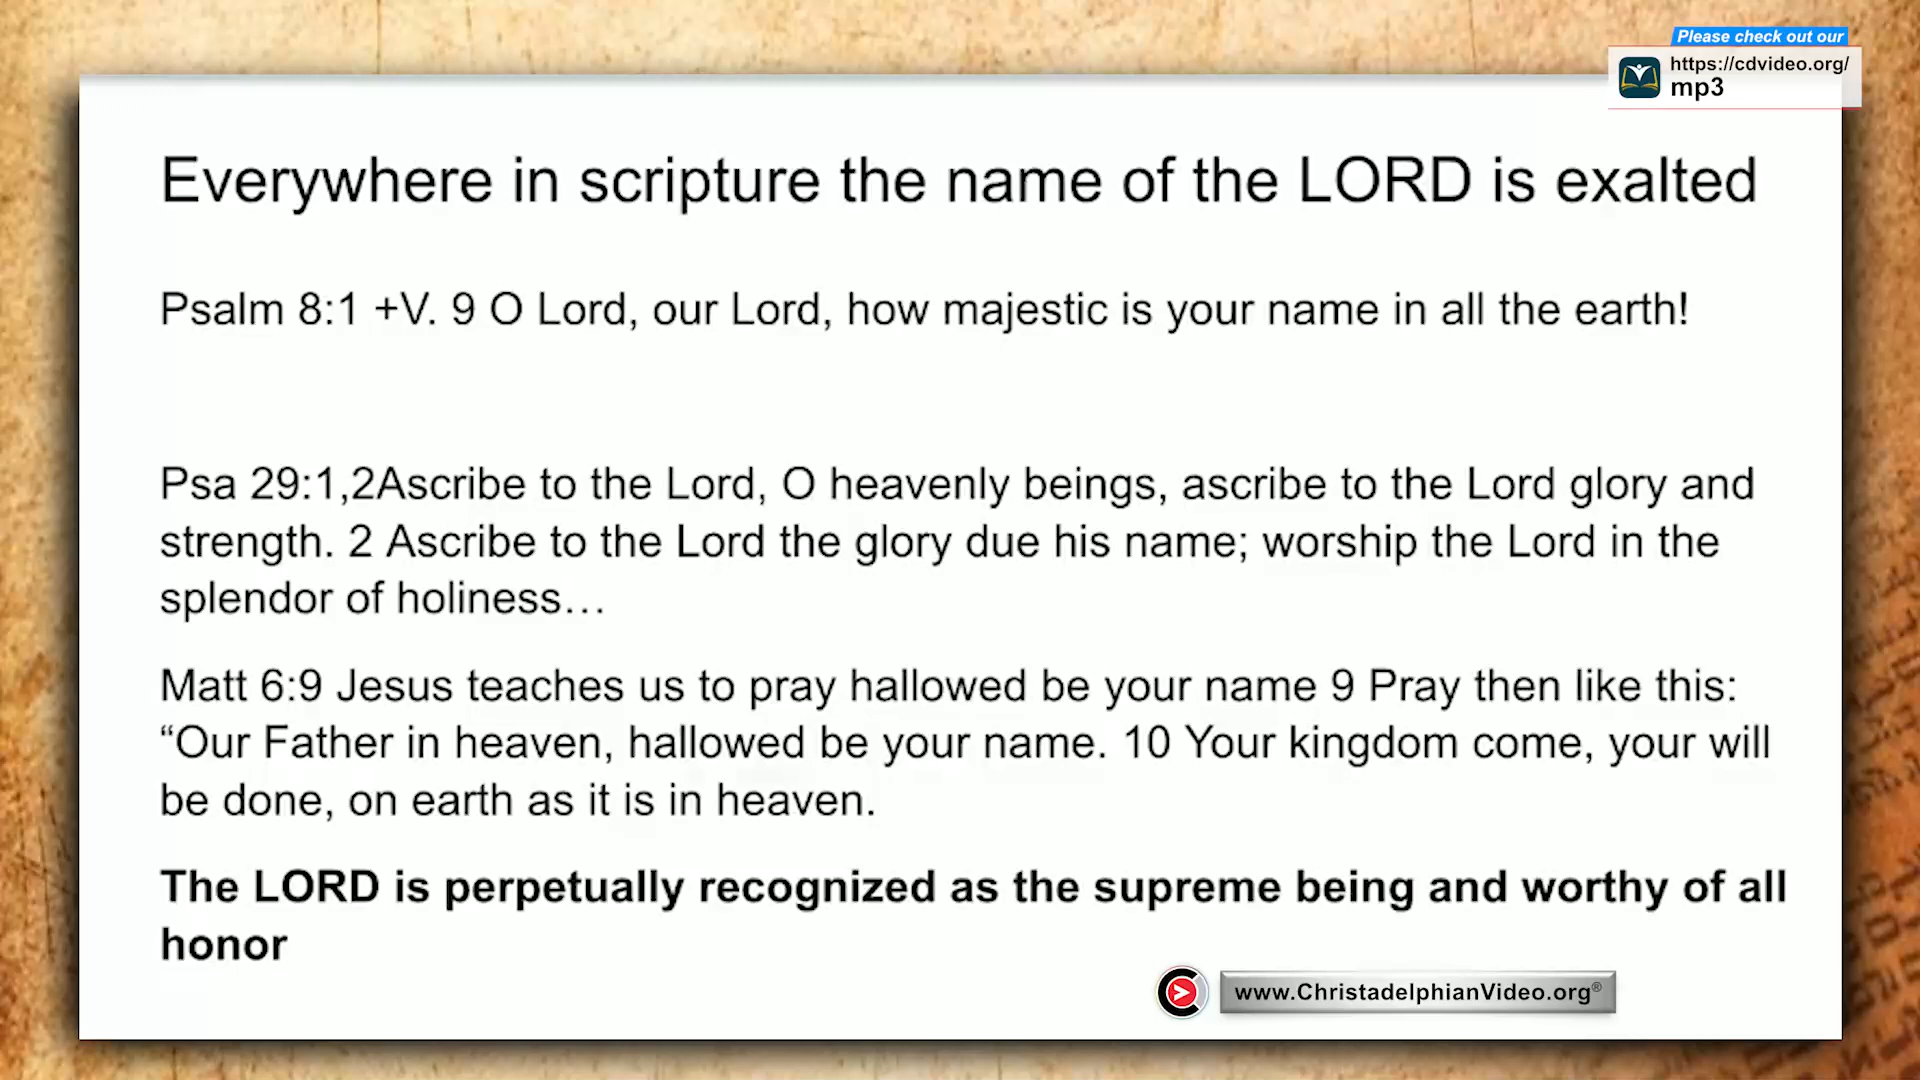 Please check out our
https://cdvideo.org/
mp3
Everywhere in scripture the name of the LORD is exalted
Psalm 8:1 +V. 9 O Lord, our Lord, how majestic is your name in all the earth!
Psa 29:1,2Ascribe to the Lord, O heavenly beings, ascribe to the Lord glory and
strength. 2 Ascribe to the Lord the glory due his name; worship the Lord in the
splendor of holiness…
Matt 6:9 Jesus teaches us to pray hallowed be your name 9 Pray then like this:
“Our Father in heaven, hallowed be your name. 10 Your kingdom come, your will
be done, on earth as it is in heaven.
The LORD is perpetually recognized as the supreme being and worthy of all
honor
www.ChristadelphianVideo.org®